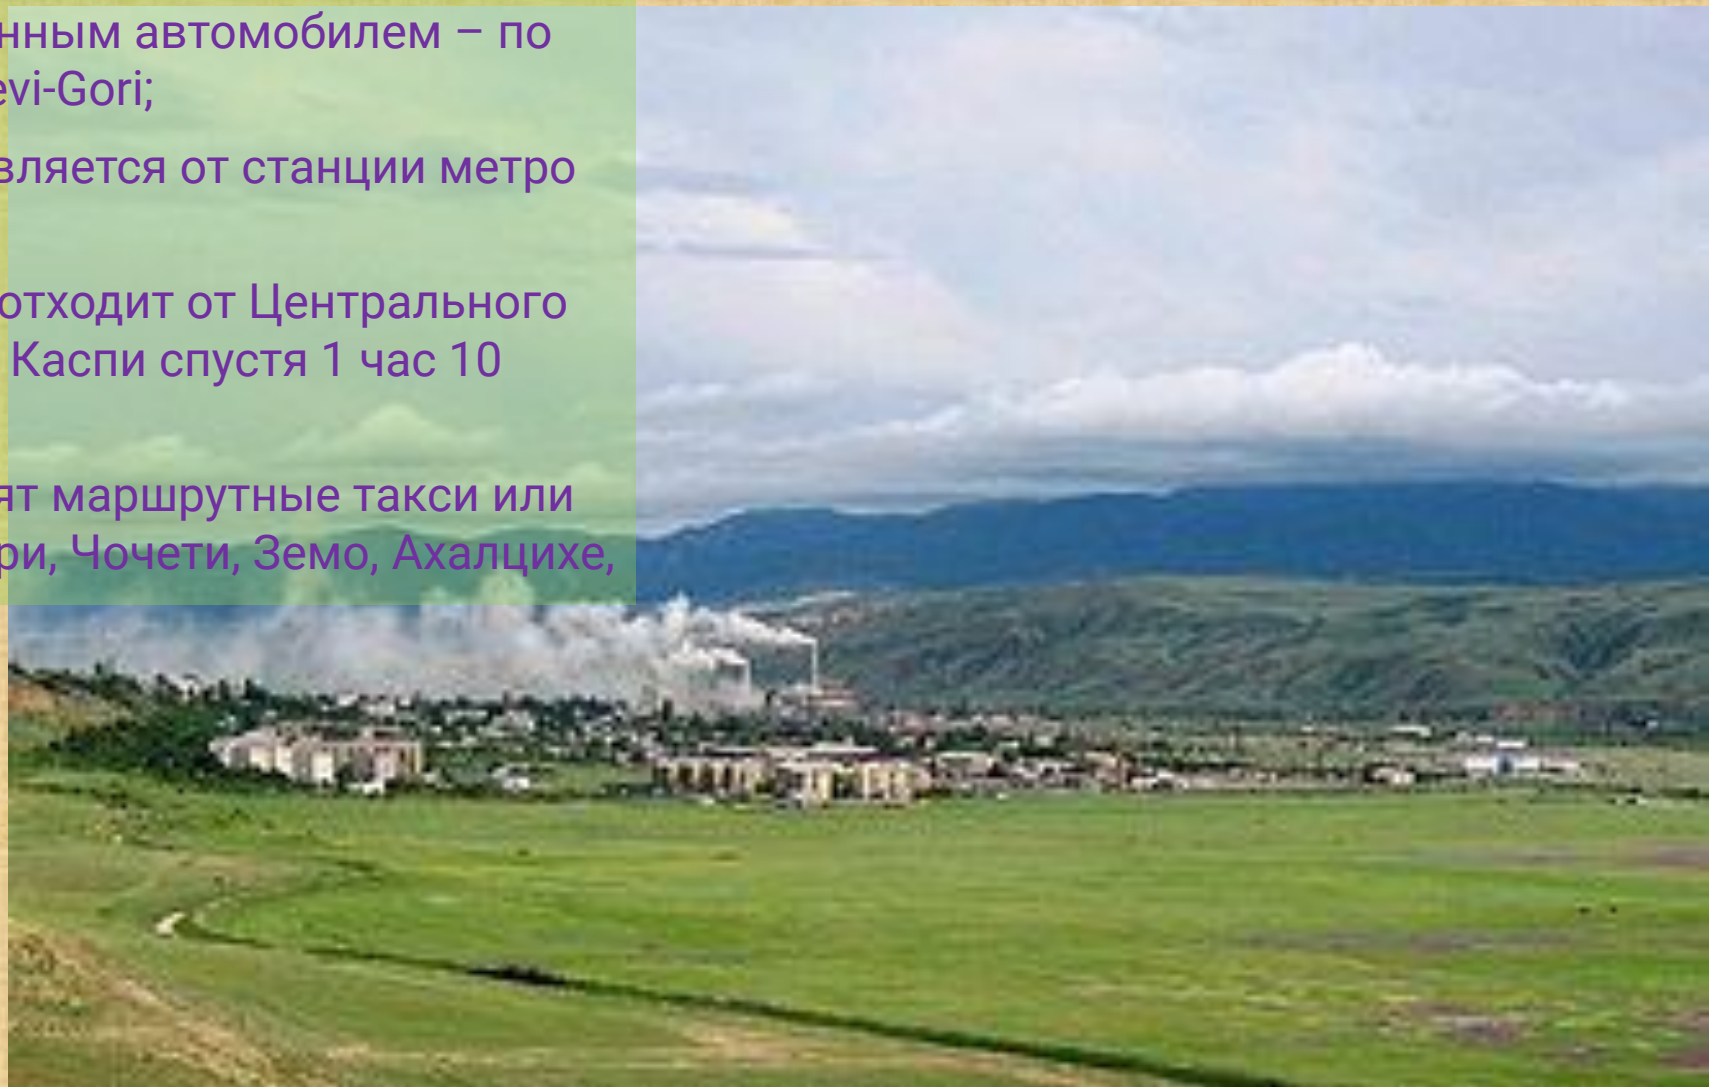 нным автомобилем – по
evi-Gori;
вляется от станции метро
отходит от Центрального
Каспи спустя 1 час 10
ят маршрутные такси или
ри, Чочети, Земо, Ахалцихе,